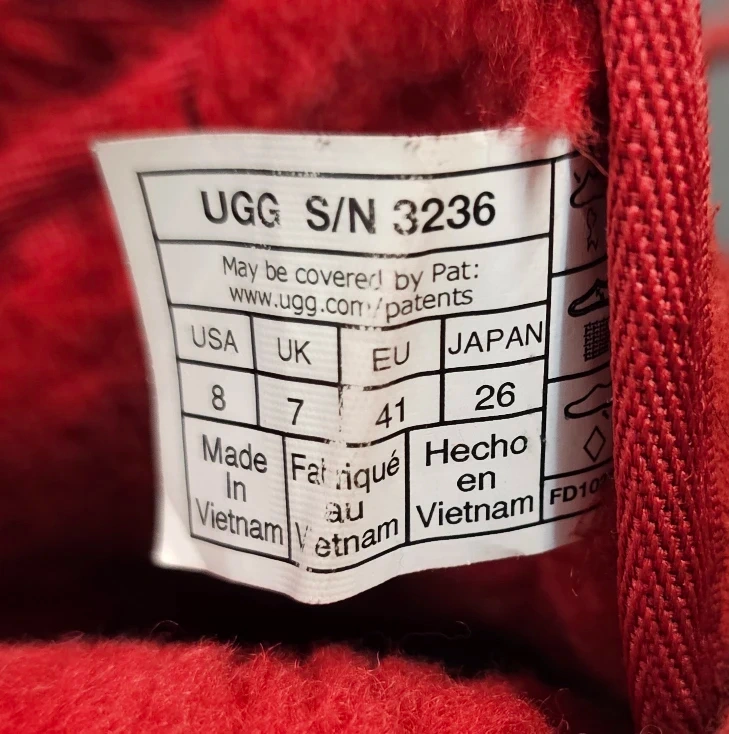 UGG S/N 3236
May be covered by Pat:
www.ugg.com/patents
USA UK EU JAPAN
8 7 41 26
Made In Vietnam
Fabriqué au Vietnam
Hecho en Vietnam